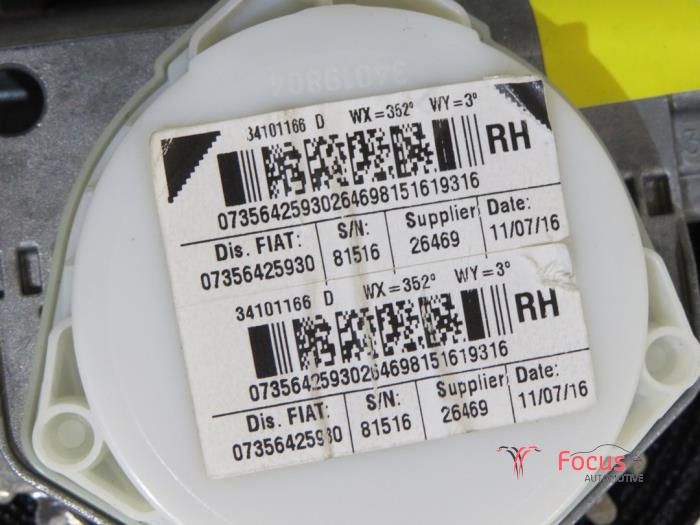 34019804
34101166 D WX=352° WY=3°
RH
07356425930264698151619316
Dis. FIAT: S/N: Supplier: Date:
07356425930 81516 26469 11/07/16
34101166 D WX=352° WY=3°
RH
07356425930264698151619316
Dis. FIAT: S/N: Supplier: Date:
07356425930 81516 26469 11/07/16
Focus
AUTOMOTIVE